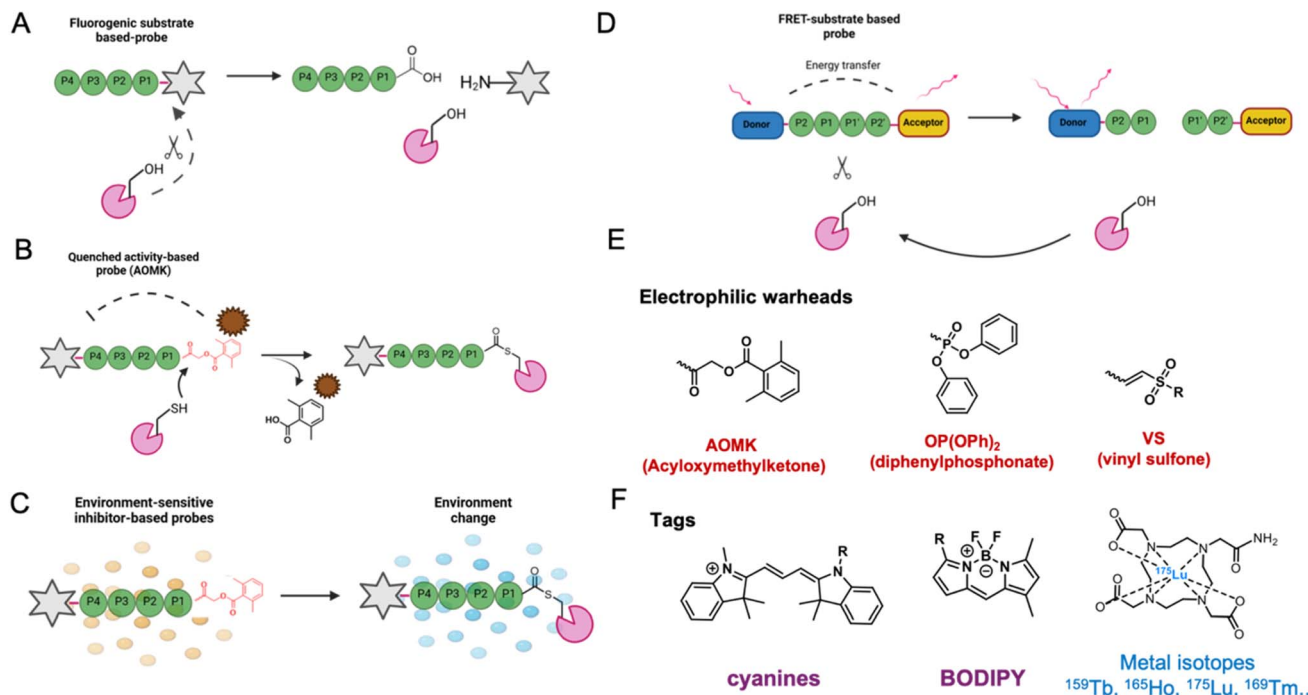 A
Fluorogenic substrate
based-probe
P4 P3 P2 P1
P4 P3 P2 P1
O
OH
H₂N
OH
OH
B
Quenched activity-based
probe (AOMK)
P4 P3 P2 P1
O
O
O
SH
HO
O
P4 P3 P2 P1
O
S
C
Environment-sensitive
inhibitor-based probes
P4 P3 P2 P1
O
O
O
Environment
change
P4 P3 P2 P1
O
S
D
FRET-substrate based
probe
Energy transfer
Donor P2 P1 P1' P2' Acceptor
Donor P2 P1 P1' P2' Acceptor
OH
OH
E
Electrophilic warheads
O
O
O
AOMK
(Acyloxymethylketone)
O
P
O
O
OP(OPh)₂
(diphenylphosphonate)
O
S
O
R
VS
(vinyl sulfone)
F
Tags
N
R
N
cyanines
R
F F
B
N N
BODIPY
O
O
N
N
O
NH₂
¹⁷⁵Lu
O
O
N
N
O
O
Metal isotopes
¹⁵⁹Tb, ¹⁶⁵Ho, ¹⁷⁵Lu, ¹⁶⁹Tm..